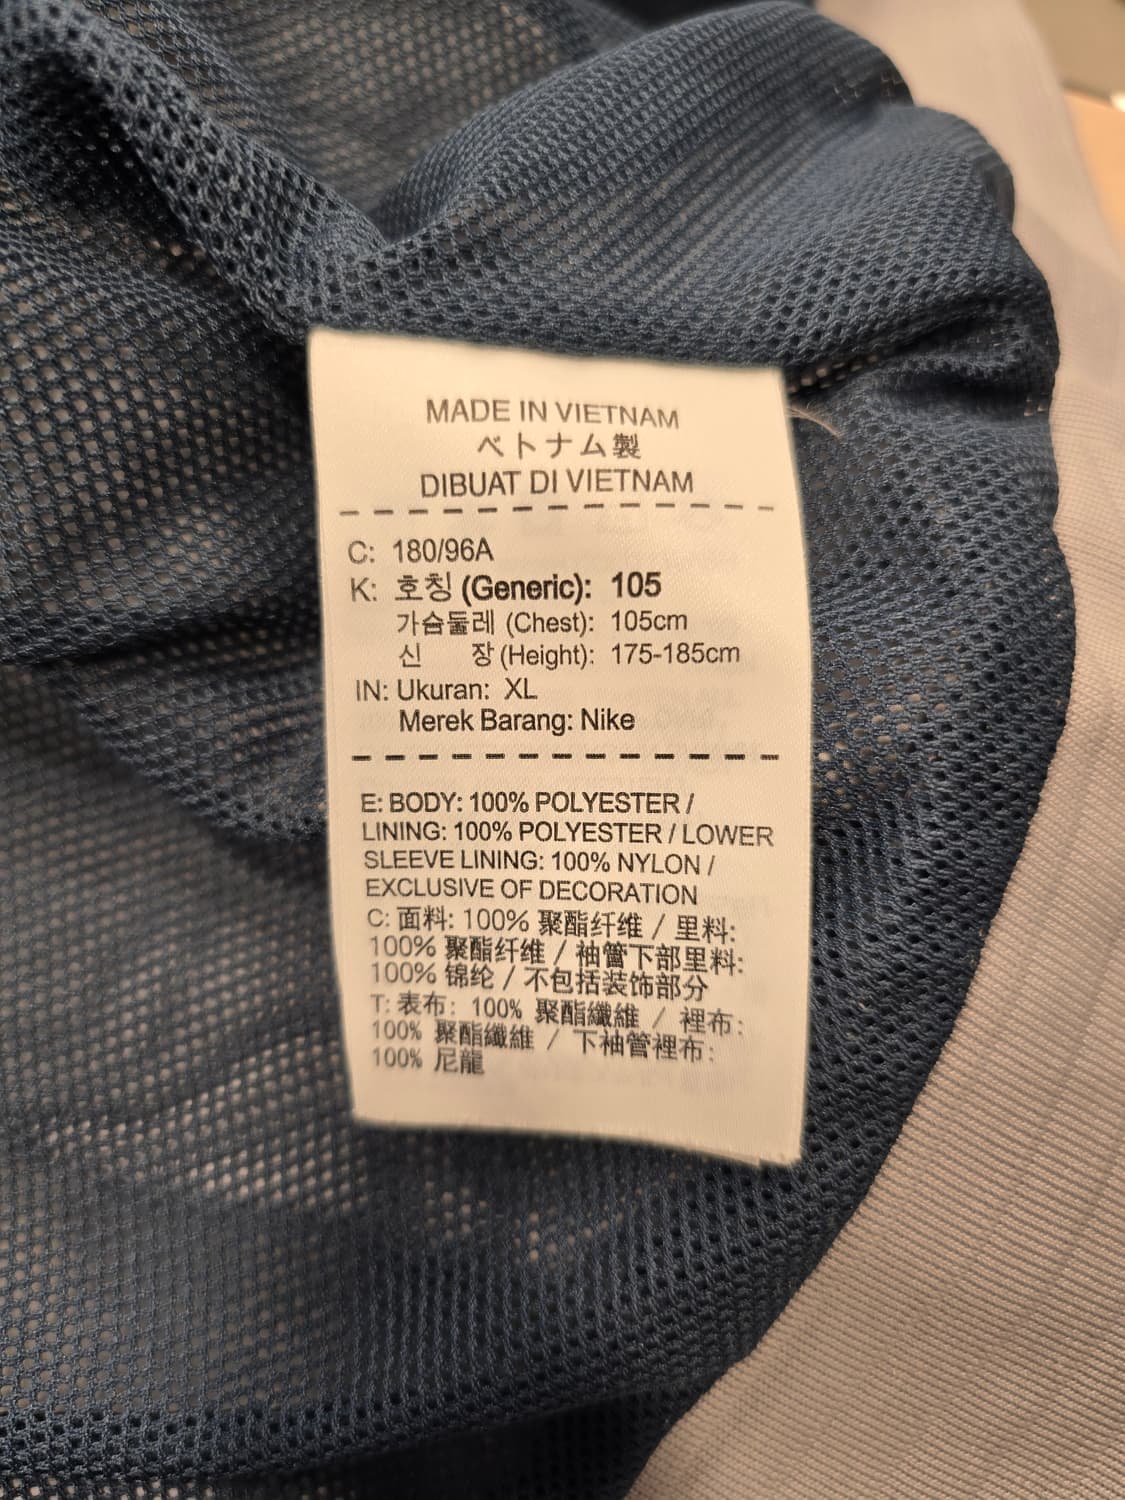 MADE IN VIETNAM
ベトナム製
DIBUAT DI VIETNAM
C: 180/96A
K: 호칭 (Generic): 105
가슴둘레 (Chest): 105cm
신 장 (Height): 175-185cm
IN: Ukuran: XL
Merek Barang: Nike
E: BODY: 100% POLYESTER /
LINING: 100% POLYESTER / LOWER
SLEEVE LINING: 100% NYLON /
EXCLUSIVE OF DECORATION
C: 面料: 100% 聚酯纤维 / 里料:
100% 聚酯纤维 / 袖管下部里料:
100% 锦纶 / 不包括装饰部分
T: 表布: 100% 聚酯纖維 / 裡布:
100% 聚酯纖維 / 下袖管裡布:
100% 尼龍